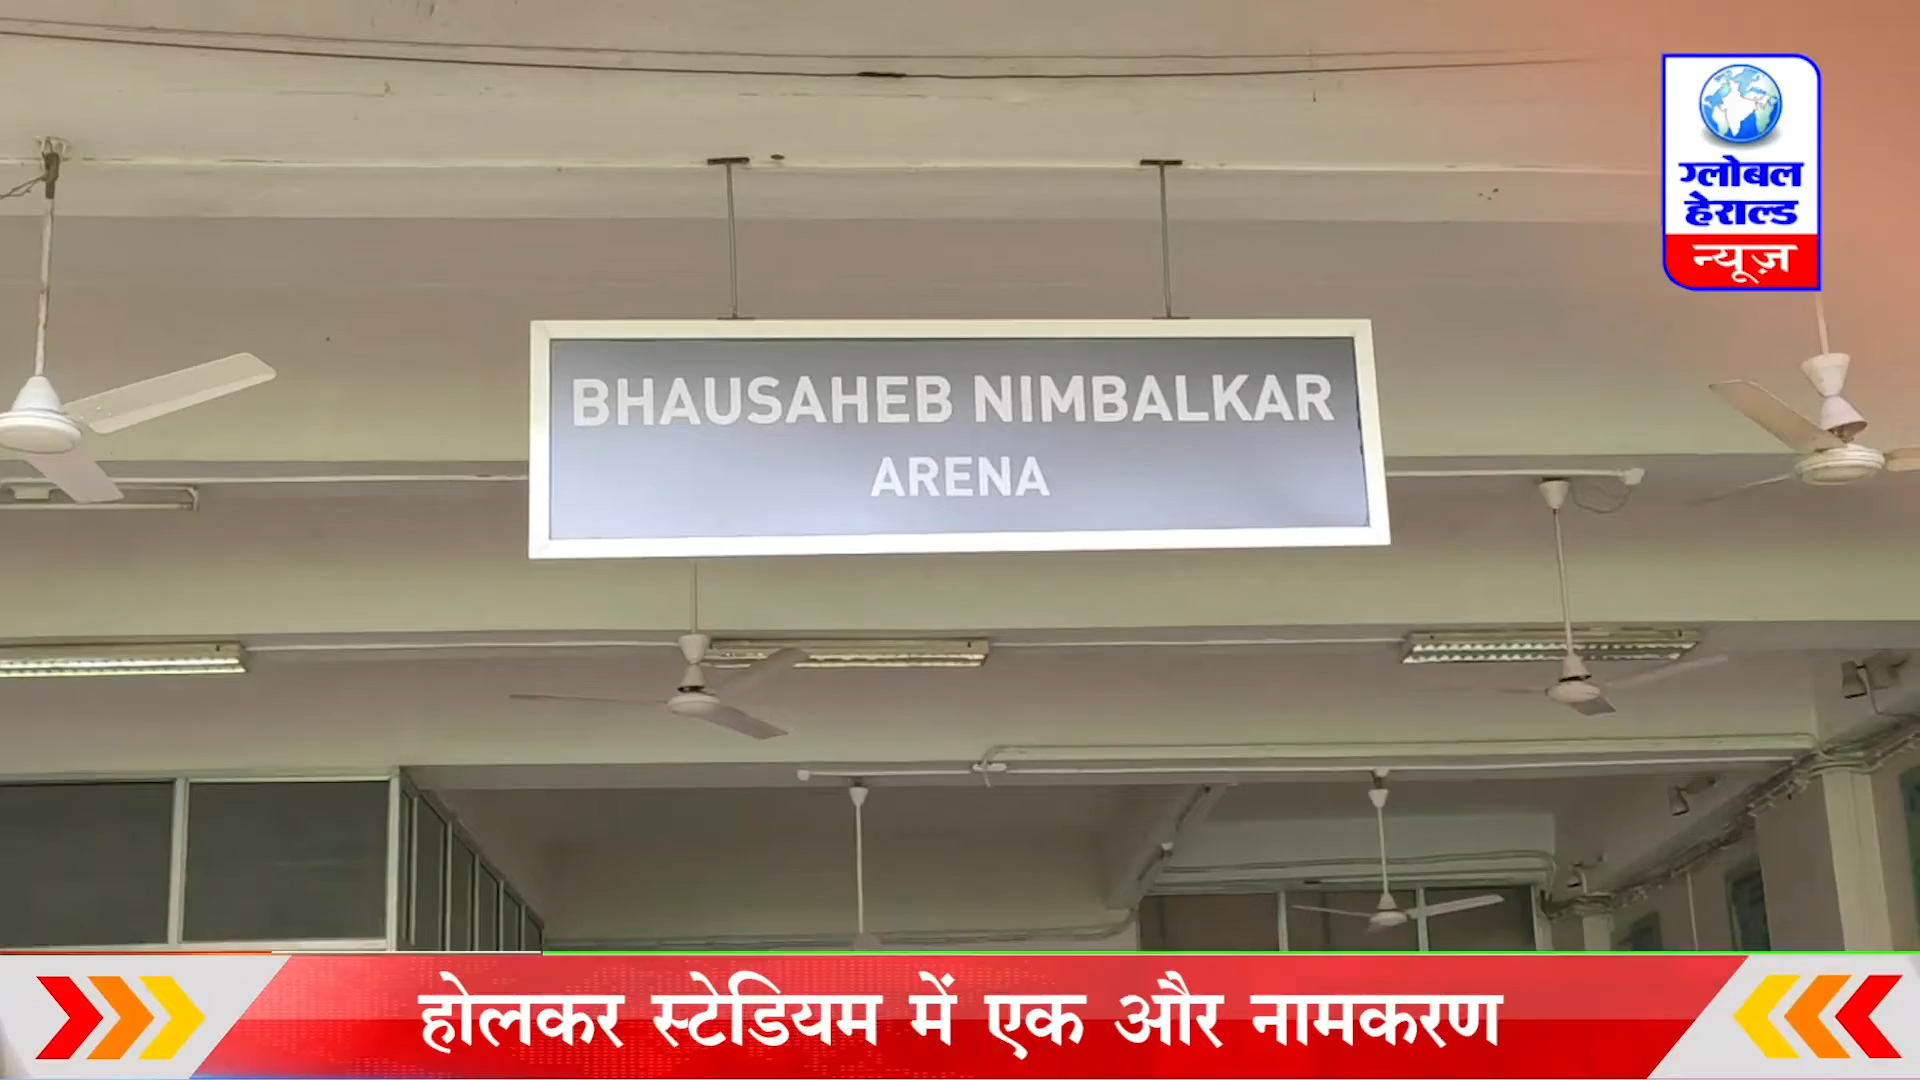 ग्लोबल
हेराल्ड
न्यूज़
BHAUSAHEB NIMBALKAR
ARENA
होलकर स्टेडियम में एक और नामकरण